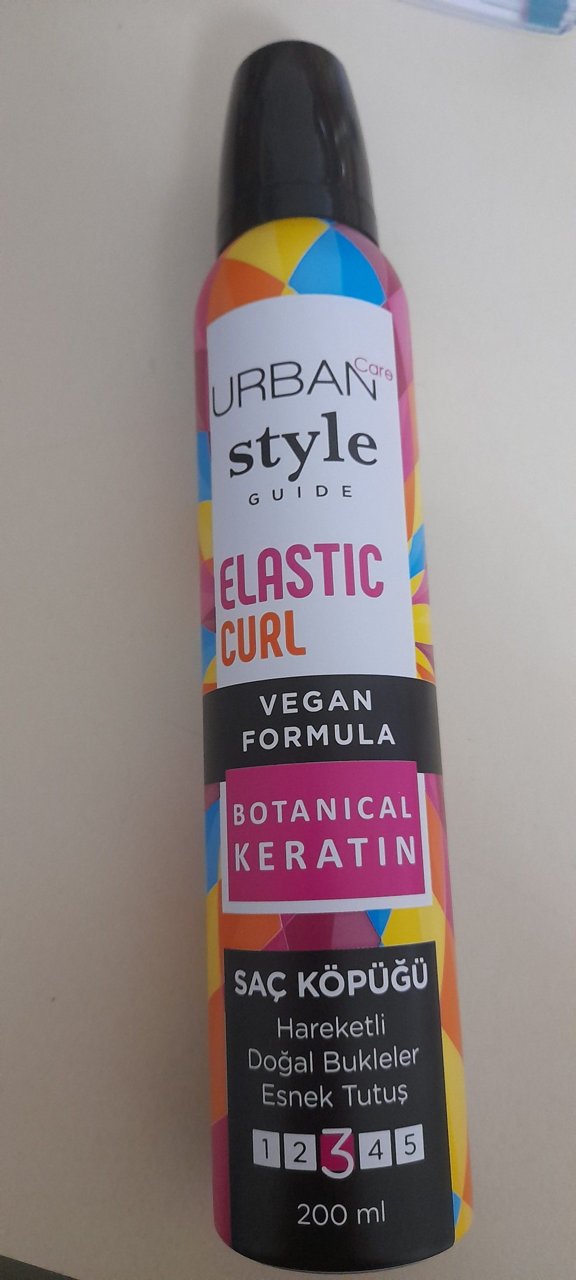 URBAN Care
style
GUIDE
ELASTIC
CURL
VEGAN
FORMULA
BOTANICAL
KERATIN
SAÇ KÖPÜĞÜ
Hareketli
Doğal Bukleler
Esnek Tutuş
1 2 3 4 5
200 ml